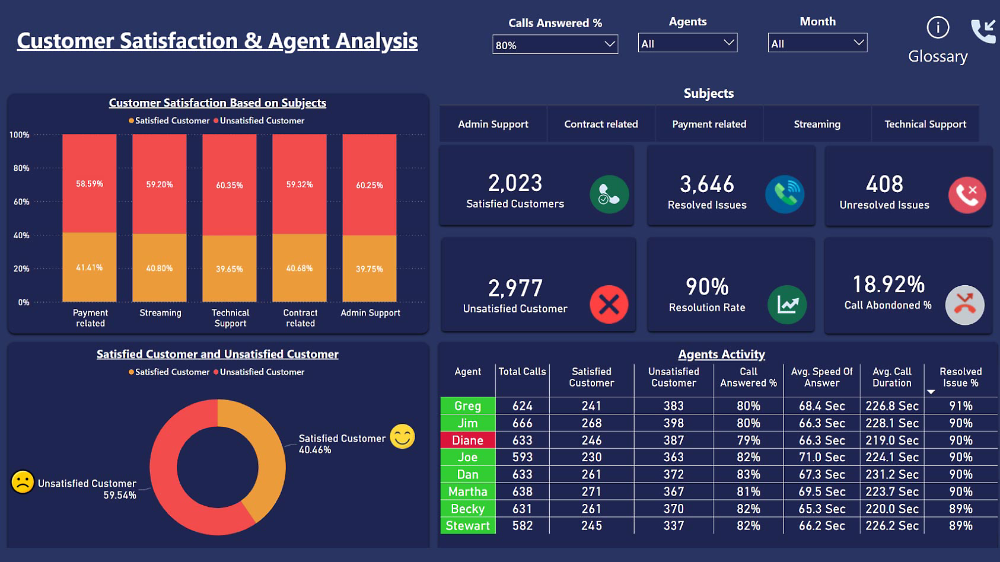 Customer Satisfaction & Agent Analysis
Calls Answered %
80%
Agents
All
Month
All
Glossary
Customer Satisfaction Based on Subjects
Satisfied Customer Unsatisfied Customer
100%
80%
60%
40%
20%
0%
58.59% 59.20% 60.35% 59.32% 60.25%
41.41% 40.80% 39.65% 40.68% 39.75%
Payment
related
Streaming
Technical
Support
Contract
related
Admin Support
Subjects
Admin Support Contract related Payment related Streaming Technical Support
2,023
Satisfied Customers
3,646
Resolved Issues
408
Unresolved Issues
2,977
Unsatisfied Customer
90%
Resolution Rate
18.92%
Call Abondoned %
Satisfied Customer and Unsatisfied Customer
Satisfied Customer Unsatisfied Customer
Satisfied Customer
40.46%
Unsatisfied Customer
59.54%
Agents Activity
Agent
Total Calls
Satisfied
Customer
Unsatisfied
Customer
Call
Answered %
Avg. Speed Of
Answer
Avg. Call
Duration
Resolved
Issue %
Greg 624 241 383 80% 68.4 Sec 226.8 Sec 91%
Jim 666 268 398 80% 66.3 Sec 228.1 Sec 90%
Diane 633 246 387 79% 66.3 Sec 219.0 Sec 90%
Joe 593 230 363 82% 71.0 Sec 224.1 Sec 90%
Dan 633 261 372 83% 67.3 Sec 231.2 Sec 90%
Martha 638 271 367 81% 69.5 Sec 223.7 Sec 90%
Becky 631 261 370 82% 65.3 Sec 220.0 Sec 89%
Stewart 582 245 337 82% 66.2 Sec 226.2 Sec 89%